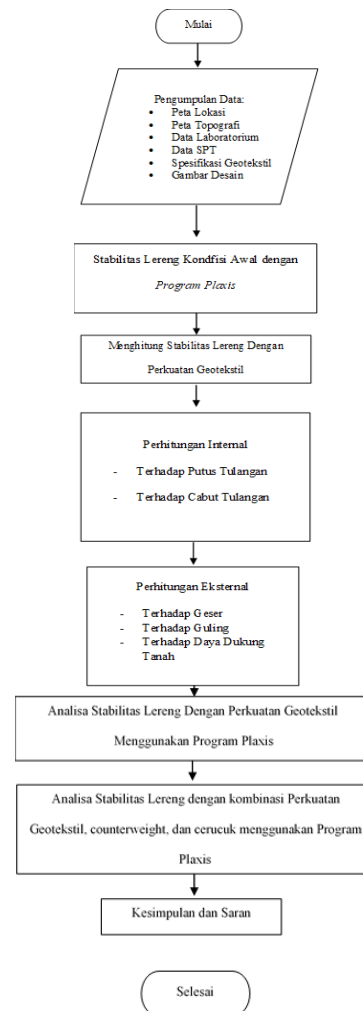 Mulai
Pengumpulan Data:
• Peta Lokasi
• Peta Topografi
• Data Laboratorium
• Data SPT
• Spesifikasi Geotekstil
• Gambar Desain
Stabilitas Lereng Kondfisi Awal dengan
Program Plaxis
Menghitung Stabilitas Lereng Dengan
Perkuatan Geotekstil
Perhitungan Internal
- Terhadap Putus Tulangan
- Terhadap Cabut Tulangan
Perhitungan Eksternal
- Terhadap Geser
- Terhadap Guling
- Terhadap Daya Dukung
Tanah
Analisa Stabilitas Lereng Dengan Perkuatan Geotekstil
Menggunakan Program Plaxis
Analisa Stabilitas Lereng dengan kombinasi Perkuatan
Geotekstil, counterweight, dan cerucuk menggunakan Program
Plaxis
Kesimpulan dan Saran
Selesai